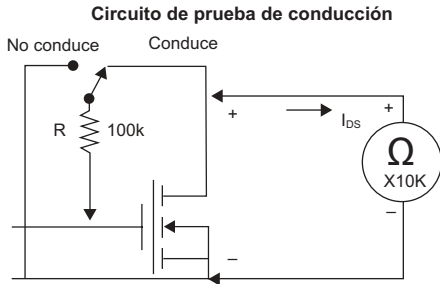 Circuito de prueba de conducción
No conduce
Conduce
R
100k
+
I_DS
+
Ω
X10K
–
–